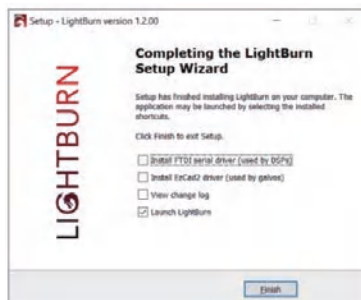 Setup - LightBurn version 1.2.00
LIGHTBURN
Completing the LightBurn
Setup Wizard
Setup has finished installing LightBurn on your computer. The
application may be launched by selecting the installed
shortcuts.
Click Finish to exit Setup.
Install FTDI serial driver (used by DSPs)
Install EzCad2 driver (used by galvos)
View change log
Launch LightBurn
Finish